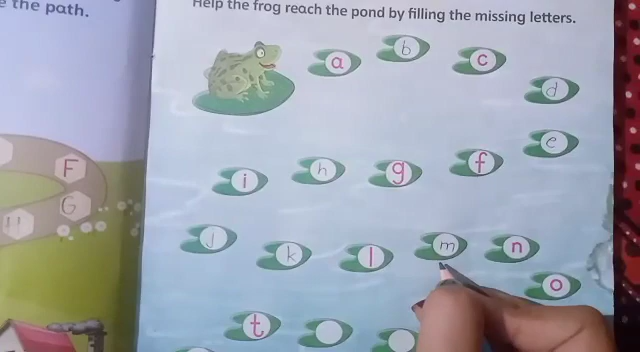 the path.
Help the frog reach the pond by filling the missing letters.
a b c
d
e
f
g
h
i
j k l m n
o
t
F
G
H